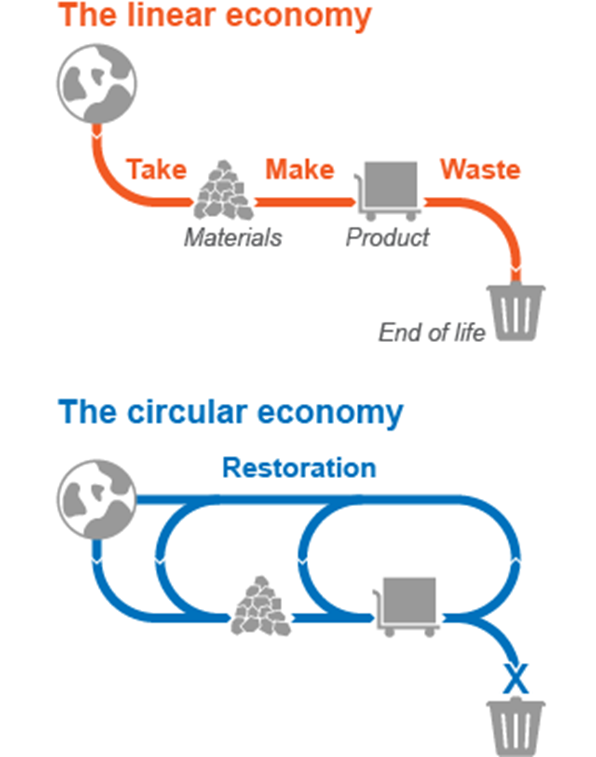 The linear economy
Take
Make
Waste
Materials
Product
End of life
The circular economy
Restoration
X